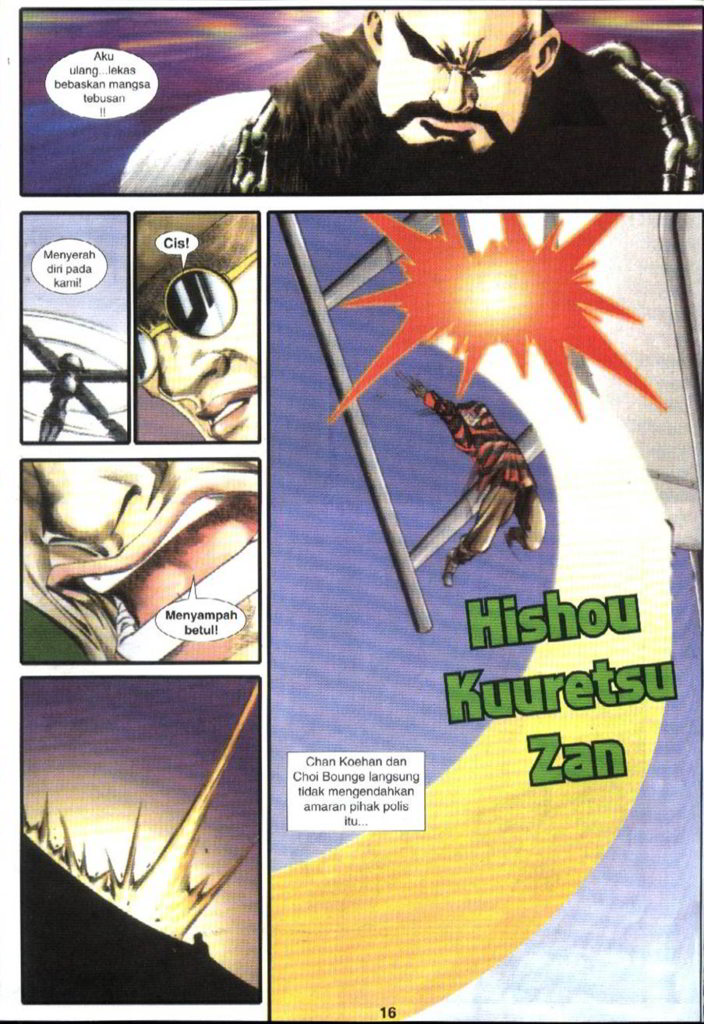 Aku
ulang...lekas
bebaskan mangsa
tebusan
!!
Menyerah
diri pada
kami!
Cis!
Menyampah
betul!
Hishou
Kuuretsu
Zan
Chan Koehan dan
Choi Bounge langsung
tidak mengendahkan
amaran pihak polis
itu...
16